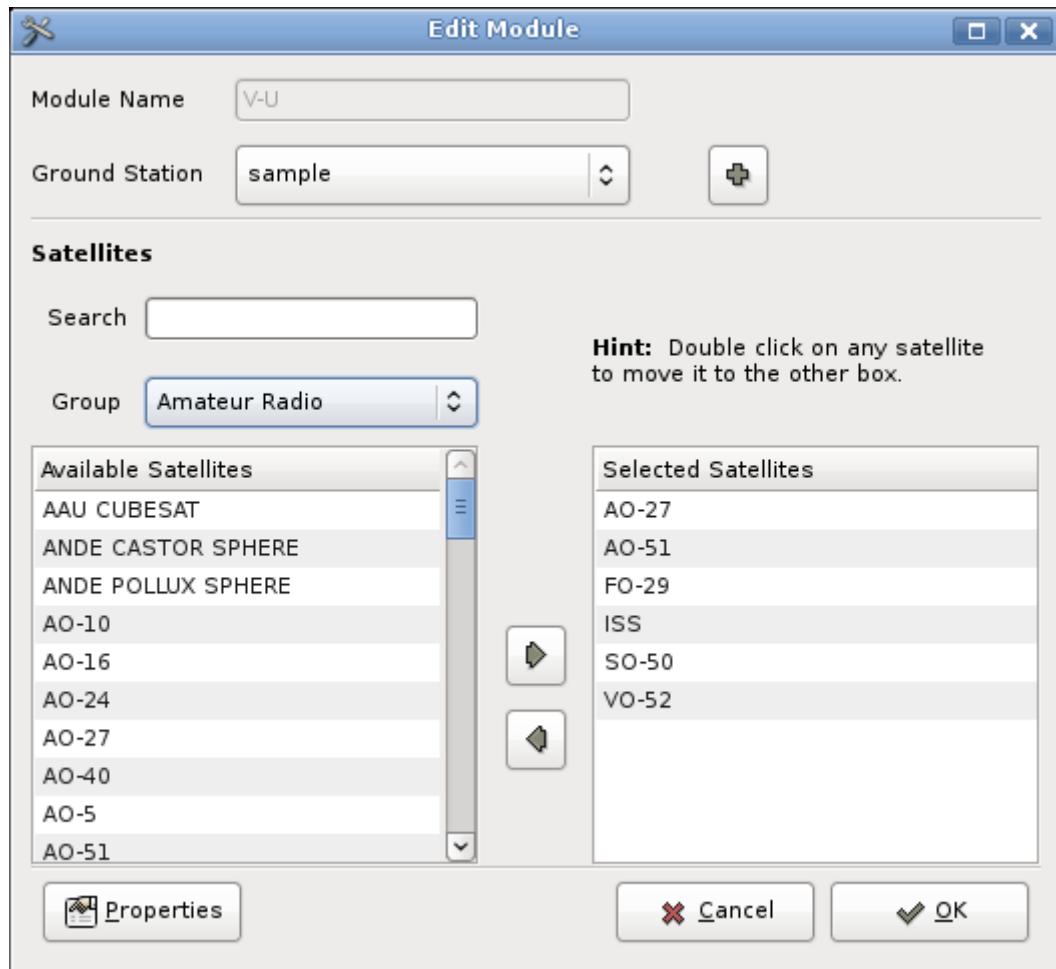 Edit Module
Module Name V-U
Ground Station sample
Satellites
Search
Hint: Double click on any satellite
to move it to the other box.
Group Amateur Radio
Available Satellites
AAU CUBESAT
ANDE CASTOR SPHERE
ANDE POLLUX SPHERE
AO-10
AO-16
AO-24
AO-27
AO-40
AO-5
AO-51
Selected Satellites
AO-27
AO-51
FO-29
ISS
SO-50
VO-52
Properties
Cancel
OK